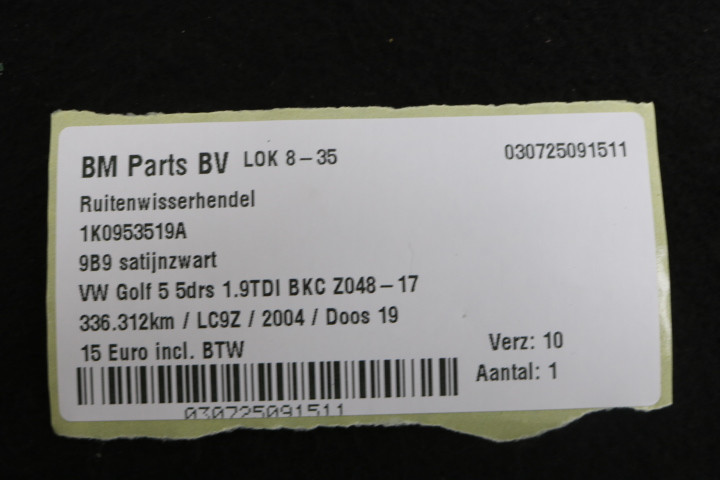 BM Parts BV LOK 8-35 030725091511
Ruitenwisserhendel
1K0953519A
9B9 satijnzwart
VW Golf 5 5drs 1.9TDI BKC Z048-17
336.312km / LC9Z / 2004 / Doos 19
15 Euro incl. BTW Verz: 10
Aantal: 1
030725091511